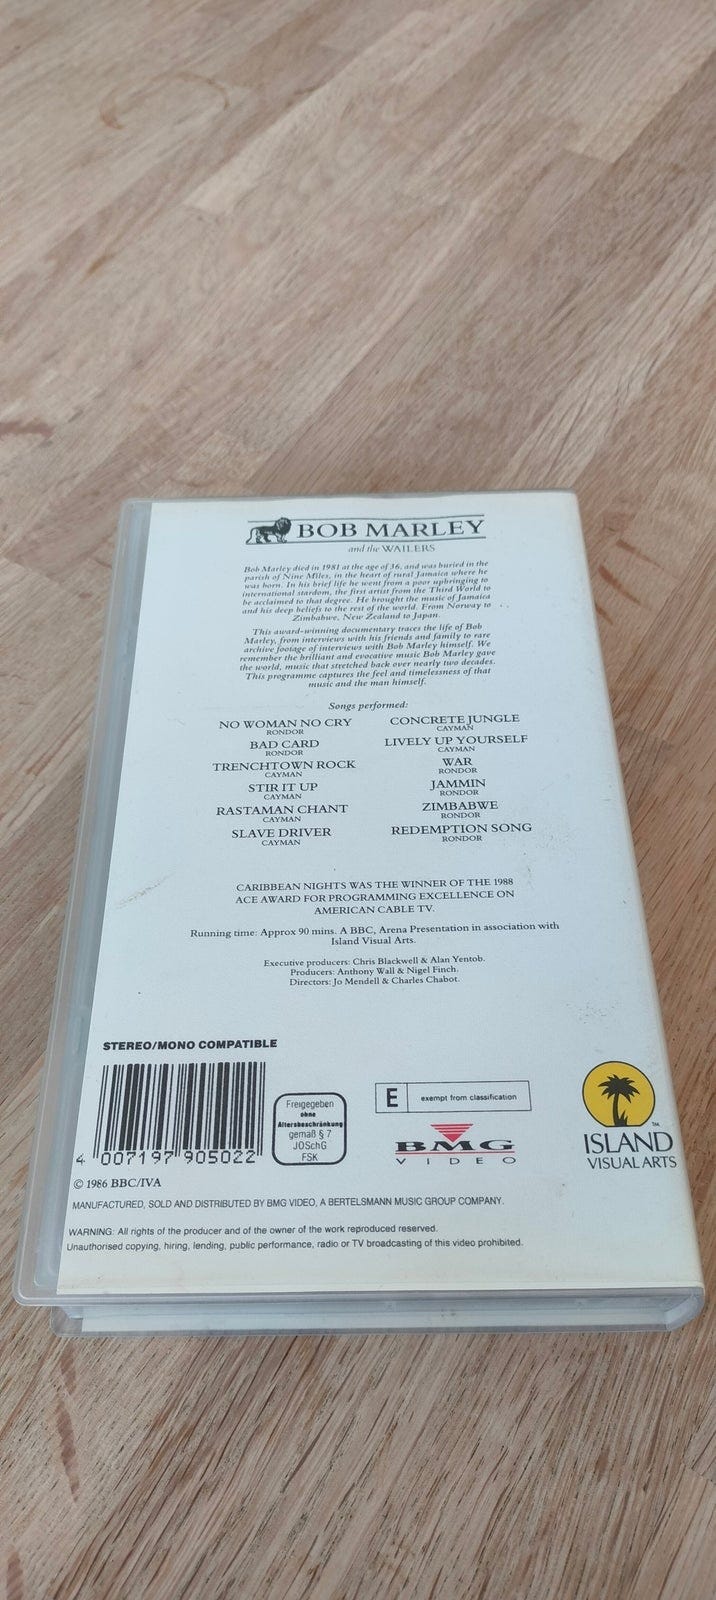 BOB MARLEY
and the WAILERS
Bob Marley died in 1981 at the age of 36, and was buried in the
parish of Nine Miles, in the heart of rural Jamaica where he
was born. In his brief life he went from a poor upbringing to
international stardom, the first artist from the Third World to
be acclaimed to that degree. He brought the music of Jamaica
and his deep beliefs to the rest of the world. From Norway to
Zimbabwe, New Zealand to Japan.
This award-winning documentary traces the life of Bob
Marley, from interviews with his friends and family to rare
archive footage of interviews with Bob Marley himself. We
remember the brilliant and evocative music Bob Marley gave
the world, music that stretched back over nearly two decades.
This programme captures the feel and timelessness of that
music and the man himself.
Songs performed:
NO WOMAN NO CRY
RONDOR
BAD CARD
RONDOR
TRENCHTOWN ROCK
CAYMAN
STIR IT UP
CAYMAN
RASTAMAN CHANT
CAYMAN
SLAVE DRIVER
CAYMAN
CONCRETE JUNGLE
CAYMAN
LIVELY UP YOURSELF
CAYMAN
WAR
RONDOR
JAMMIN
RONDOR
ZIMBABWE
RONDOR
REDEMPTION SONG
RONDOR
CARIBBEAN NIGHTS WAS THE WINNER OF THE 1988
ACE AWARD FOR PROGRAMMING EXCELLENCE ON
AMERICAN CABLE TV.
Running time: Approx 90 mins. A BBC, Arena Presentation in association with
Island Visual Arts.
Executive producers: Chris Blackwell & Alan Yentob.
Producers: Anthony Wall & Nigel Finch.
Directors: Jo Mendell & Charles Chabot.
STEREO/MONO COMPATIBLE
4 007197 905022
Freigegeben
ohne
Altersbeschränkung
gemäß § 7
JÖSchG
FSK
E exempt from classification
BMG
VIDEO
ISLAND
VISUAL ARTS
TM
© 1986 BBC/IVA
MANUFACTURED, SOLD AND DISTRIBUTED BY BMG VIDEO, A BERTELSMANN MUSIC GROUP COMPANY.
WARNING: All rights of the producer and of the owner of the work reproduced reserved.
Unauthorised copying, hiring, lending, public performance, radio or TV broadcasting of this video prohibited.